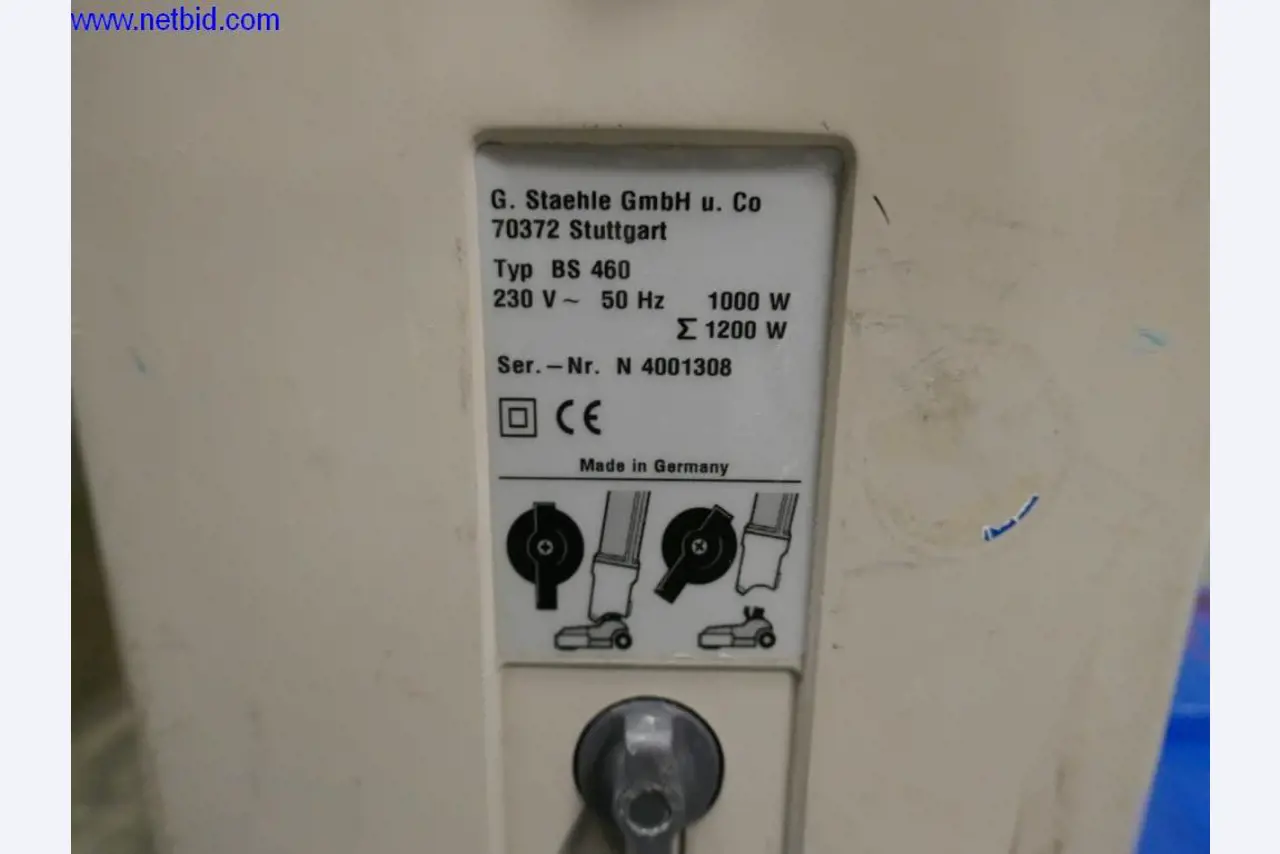 www.netbid.com
G. Staehle GmbH u. Co
70372 Stuttgart
Typ BS 460
230 V ~ 50 Hz 1000 W
Σ 1200 W
Ser.-Nr. N 4001308
CE
Made in Germany